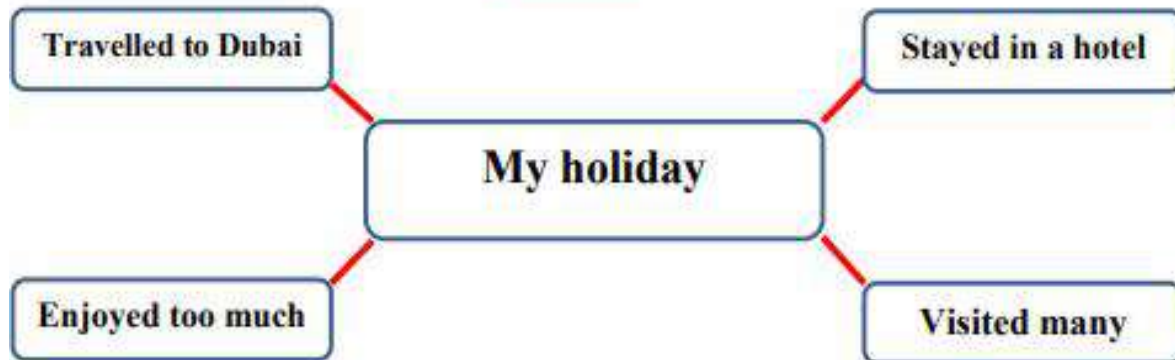 Travelled to Dubai
Stayed in a hotel
My holiday
Enjoyed too much
Visited many